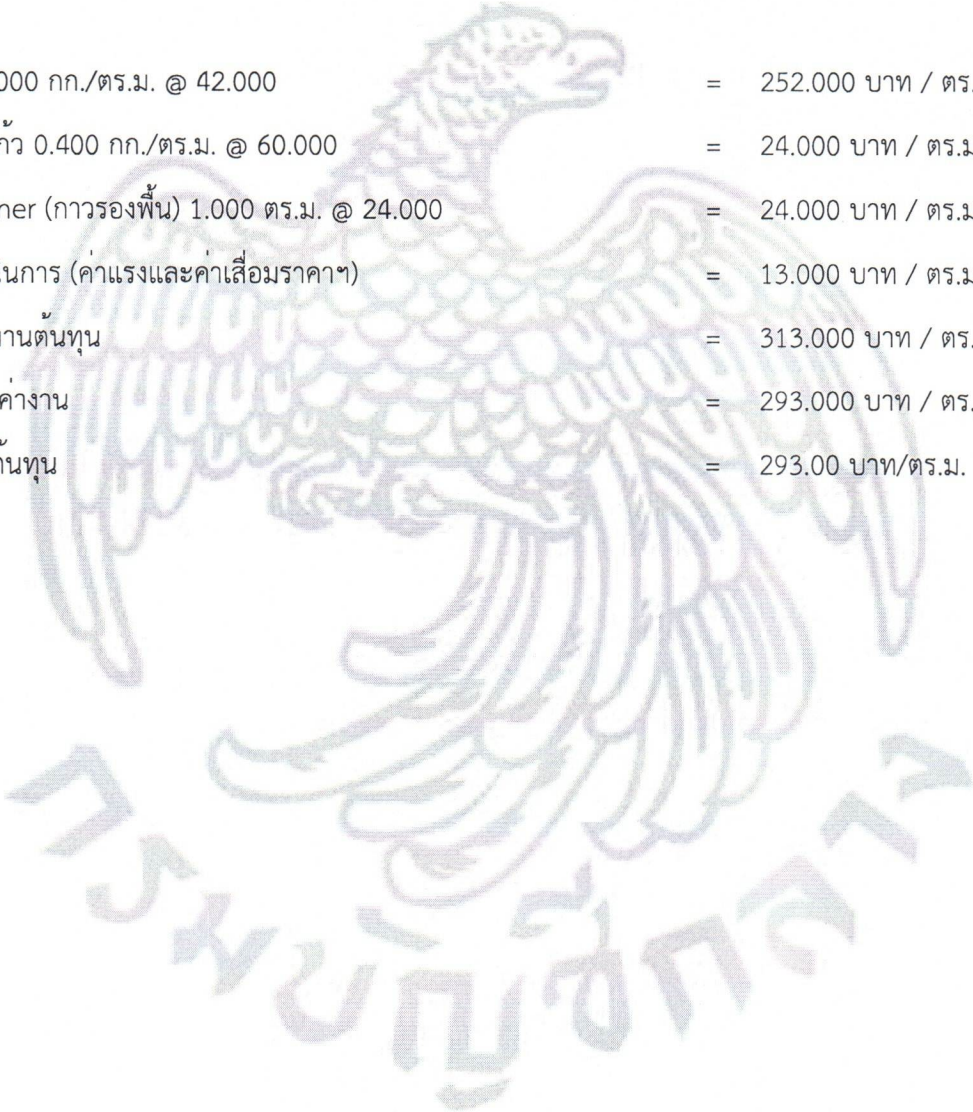 000 กก./ตร.ม. @ 42.000 = 252.000 บาท / ตร.
ก้ว 0.400 กก./ตร.ม. @ 60.000 = 24.000 บาท / ตร.ม
ner (กาวรองพื้น) 1.000 ตร.ม. @ 24.000 = 24.000 บาท / ตร.ม
นการ (ค่าแรงและค่าเสื่อมราคาฯ) = 13.000 บาท / ตร.ม
านต้นทุน = 313.000 บาท / ตร.
ค่างาน = 293.000 บาท / ตร.
้นทุน = 293.00 บาท/ตร.ม.
กรมบัญชีกลาง